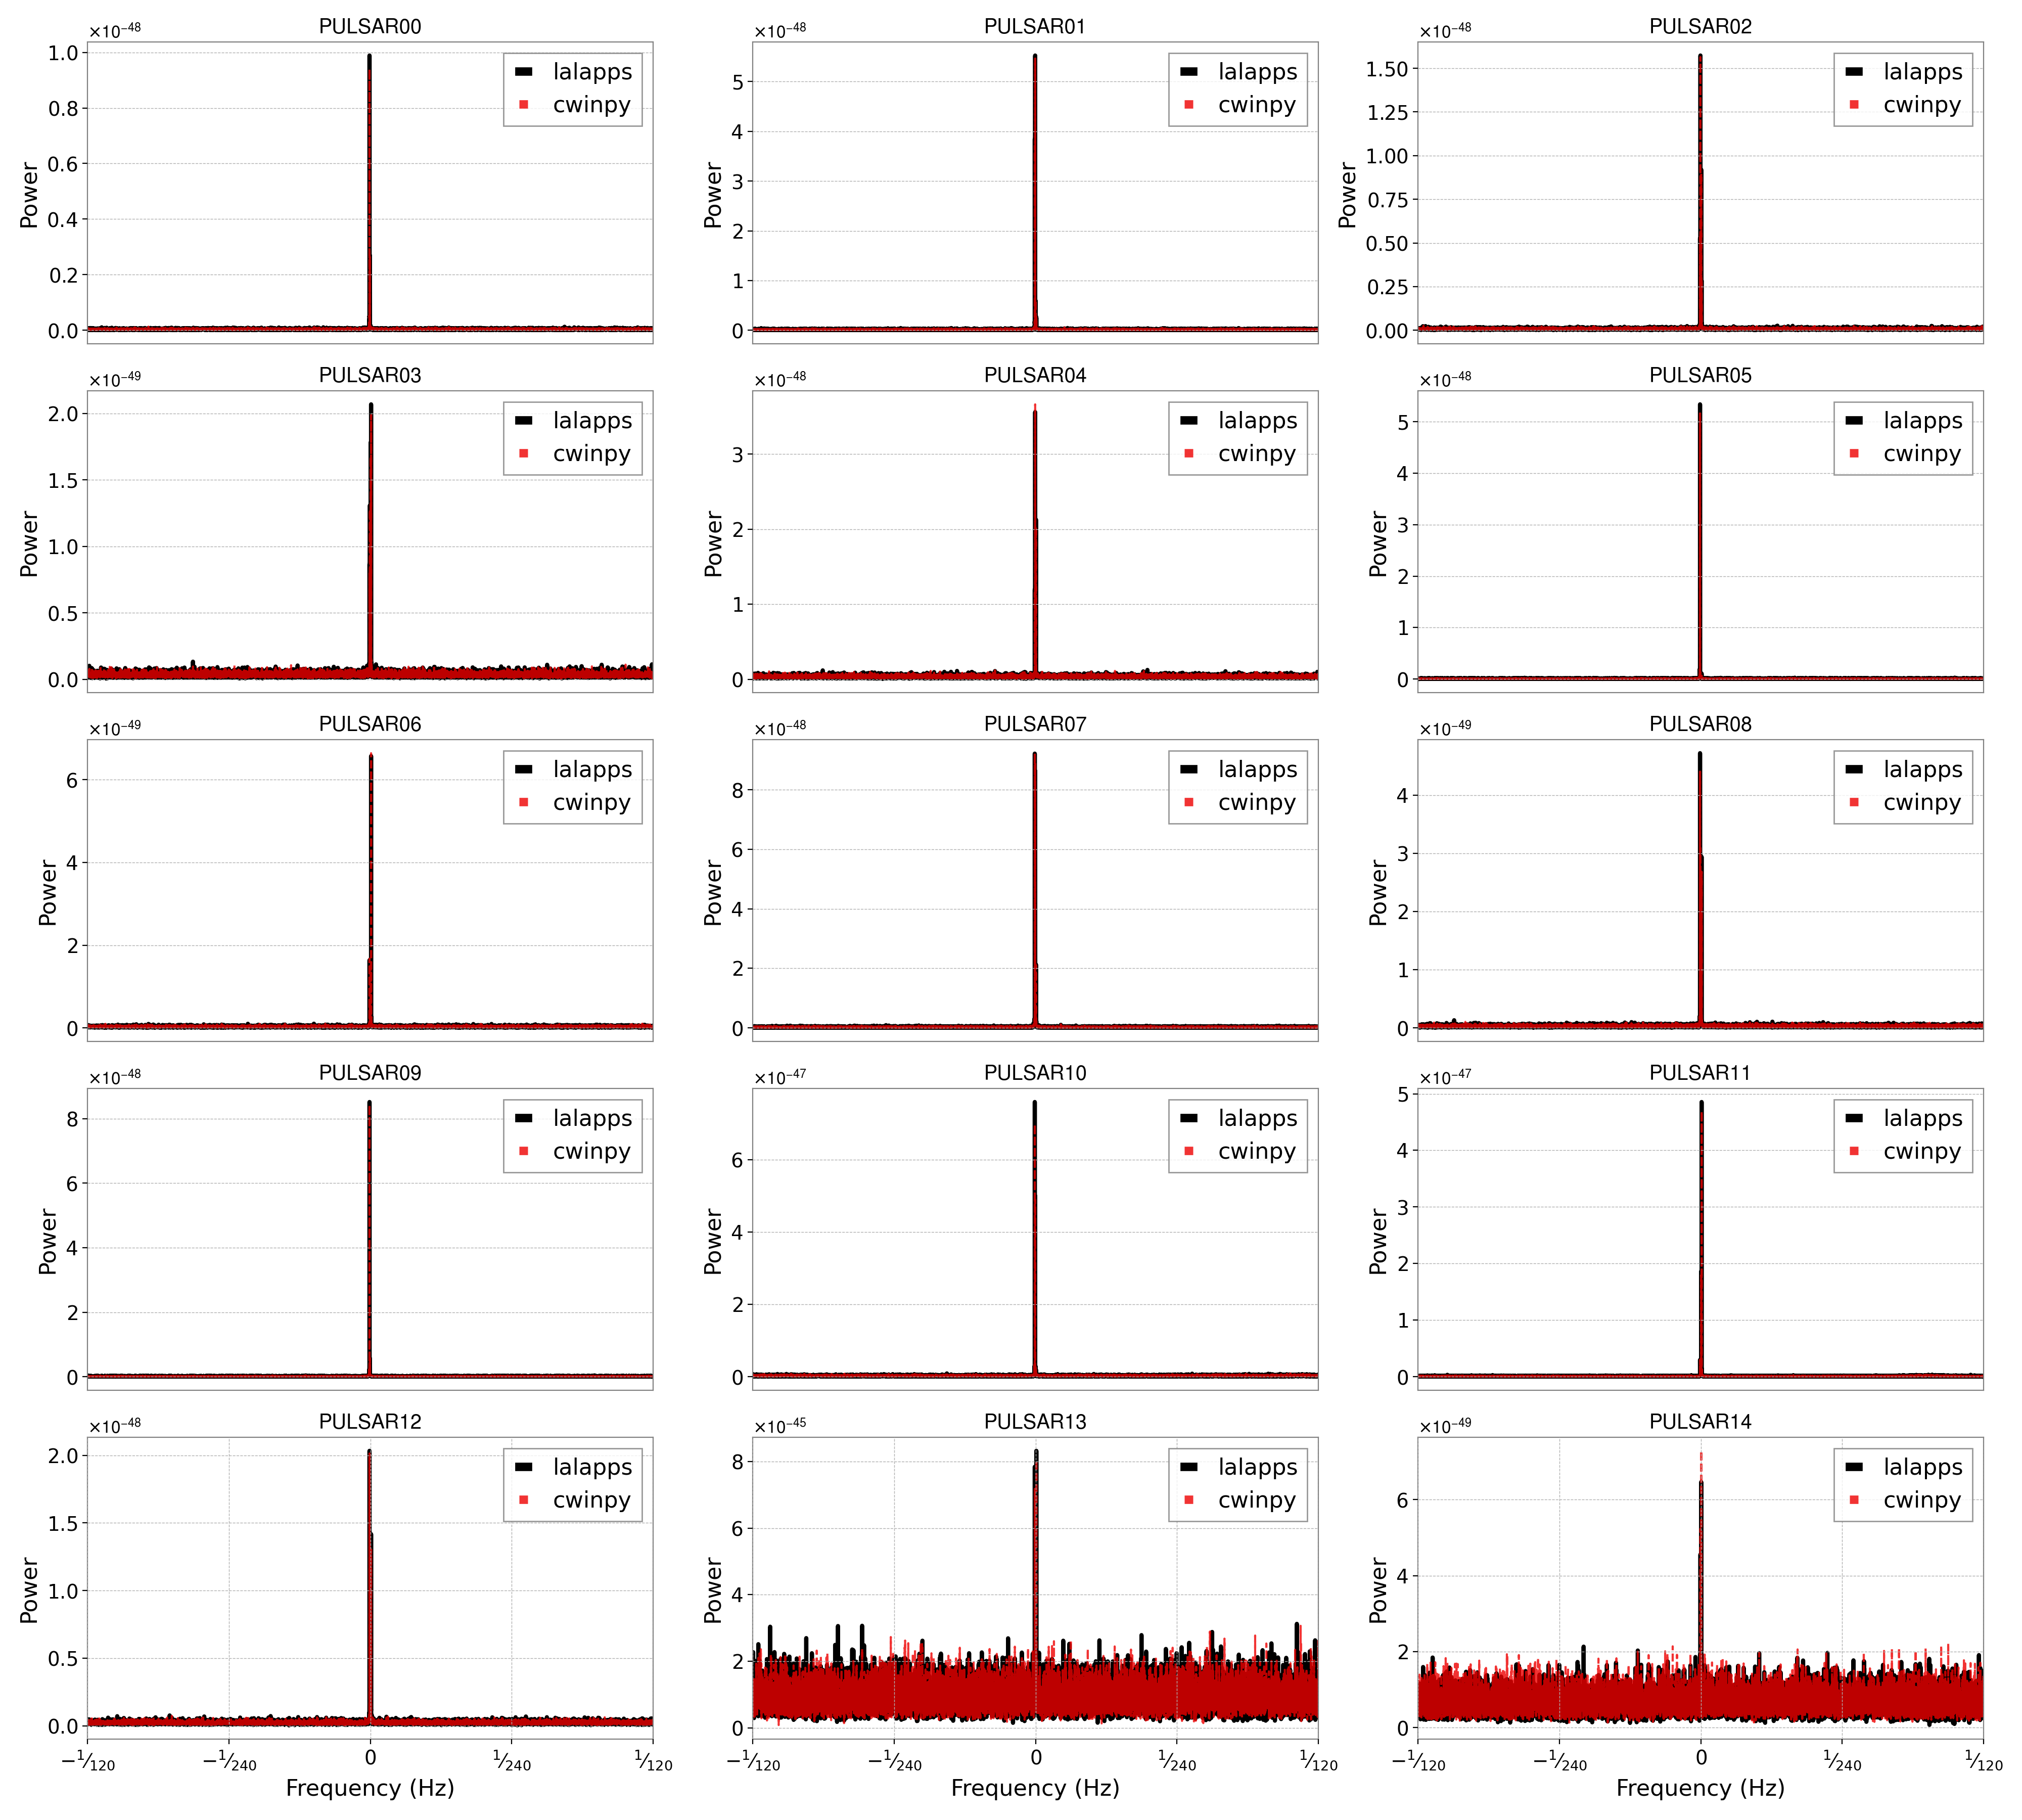 PULSAR00
×10⁻⁴⁸
Power
1.0
0.8
0.6
0.4
0.2
0.0
lalapps
cwinpy
PULSAR01
×10⁻⁴⁸
Power
5
4
3
2
1
0
lalapps
cwinpy
PULSAR02
×10⁻⁴⁸
Power
1.50
1.25
1.00
0.75
0.50
0.25
0.00
lalapps
cwinpy
PULSAR03
×10⁻⁴⁹
Power
2.0
1.5
1.0
0.5
0.0
lalapps
cwinpy
PULSAR04
×10⁻⁴⁸
Power
3
2
1
0
lalapps
cwinpy
PULSAR05
×10⁻⁴⁸
Power
5
4
3
2
1
0
lalapps
cwinpy
PULSAR06
×10⁻⁴⁹
Power
6
4
2
0
lalapps
cwinpy
PULSAR07
×10⁻⁴⁸
Power
8
6
4
2
0
lalapps
cwinpy
PULSAR08
×10⁻⁴⁹
Power
4
3
2
1
0
lalapps
cwinpy
PULSAR09
×10⁻⁴⁸
Power
8
6
4
2
0
lalapps
cwinpy
PULSAR10
×10⁻⁴⁷
Power
6
4
2
0
lalapps
cwinpy
PULSAR11
×10⁻⁴⁷
Power
5
4
3
2
1
0
lalapps
cwinpy
PULSAR12
×10⁻⁴⁸
Power
2.0
1.5
1.0
0.5
0.0
lalapps
cwinpy
−¹⁄₁₂₀ −¹⁄₂₄₀ 0 ¹⁄₂₄₀ ¹⁄₁₂₀
Frequency (Hz)
PULSAR13
×10⁻⁴⁵
Power
8
6
4
2
0
lalapps
cwinpy
−¹⁄₁₂₀ −¹⁄₂₄₀ 0 ¹⁄₂₄₀ ¹⁄₁₂₀
Frequency (Hz)
PULSAR14
×10⁻⁴⁹
Power
6
4
2
0
lalapps
cwinpy
−¹⁄₁₂₀ −¹⁄₂₄₀ 0 ¹⁄₂₄₀ ¹⁄₁₂₀
Frequency (Hz)